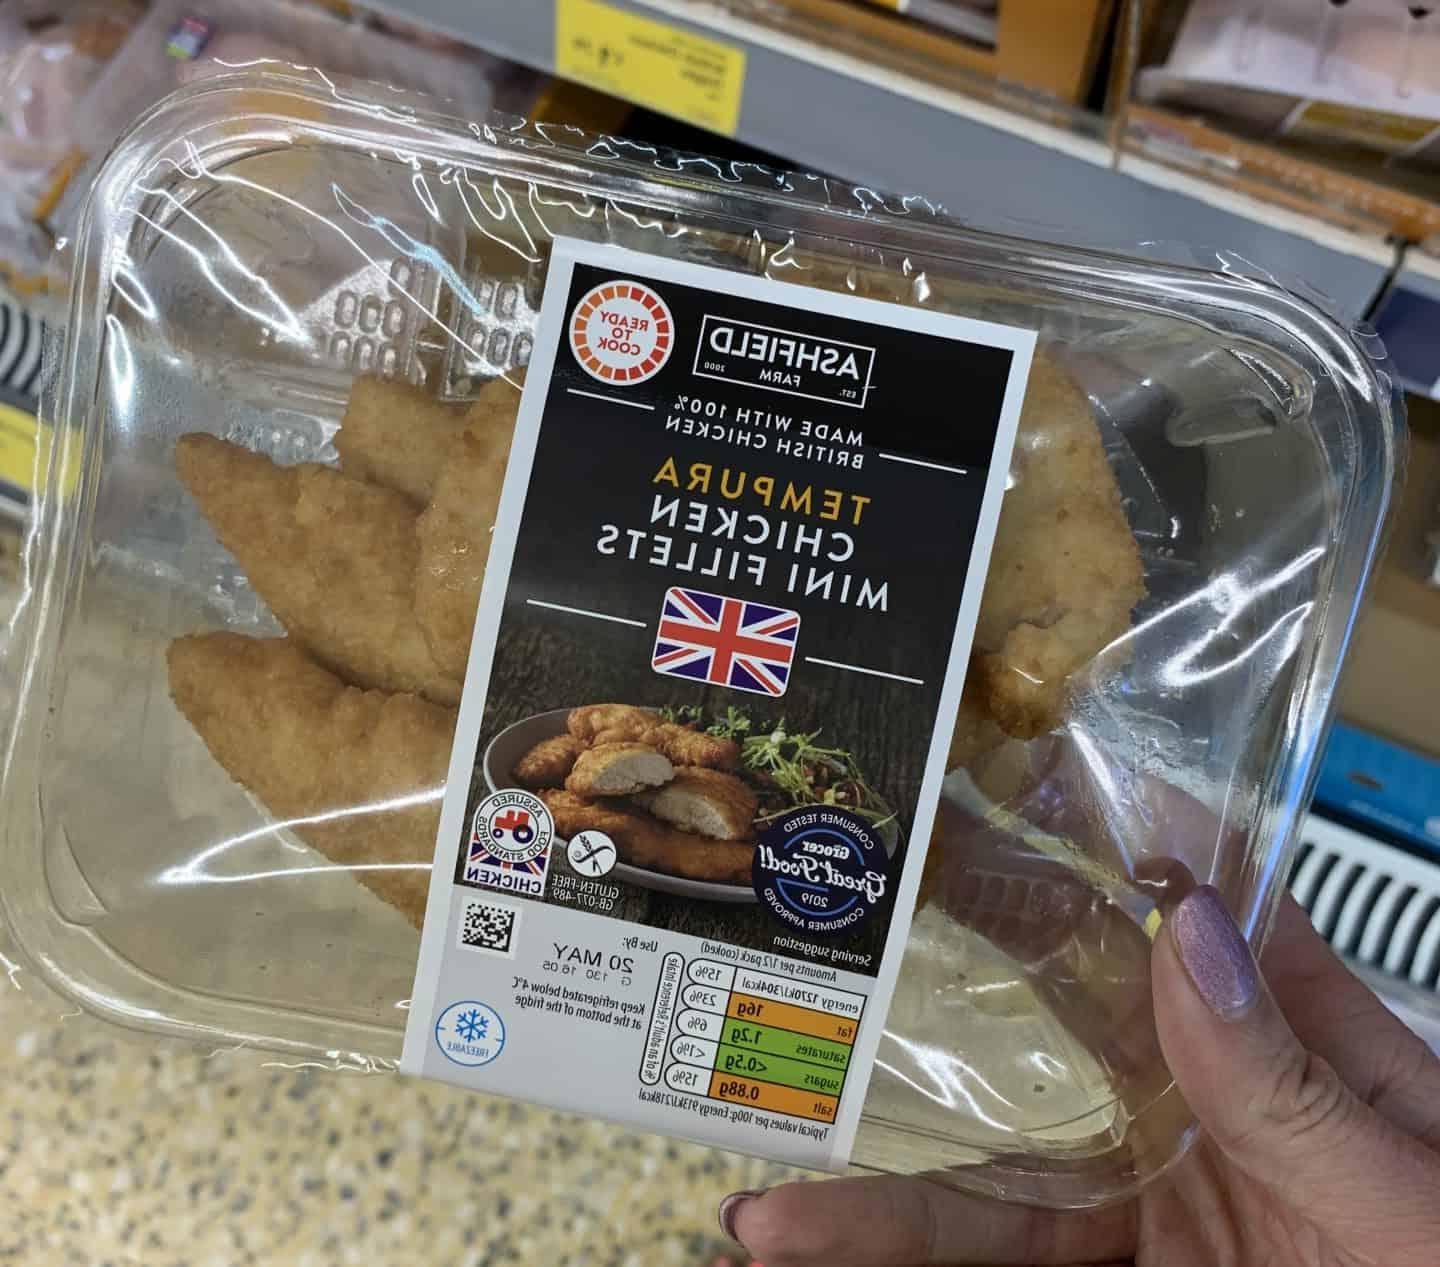 READY
TO
COOK
ASHFIELD
FARM
EST. 2000
MADE WITH 100%
BRITISH CHICKEN
TEMPURA
CHICKEN
MINI FILLETS
ASSURED
FOOD STANDARDS
CHICKEN
GLUTEN-FREE
GB-077-489
CONSUMER TESTED
Grocer
Great Food!
2019
CONSUMER APPROVED
Serving suggestion
Use By:
20 MAY
G 130 16:05
Keep refrigerated below 4°C
at the bottom of the fridge
FREEZABLE
Amounts per 1/2 pack (cooked)
energy 1270kJ/304kcal 15%
fat 16g 23%
saturates 1.2g 6%
sugars <0.5g <1%
salt 0.88g 15%
% of an adult's Reference Intake
Typical values per 100g: Energy 913kJ/218kcal